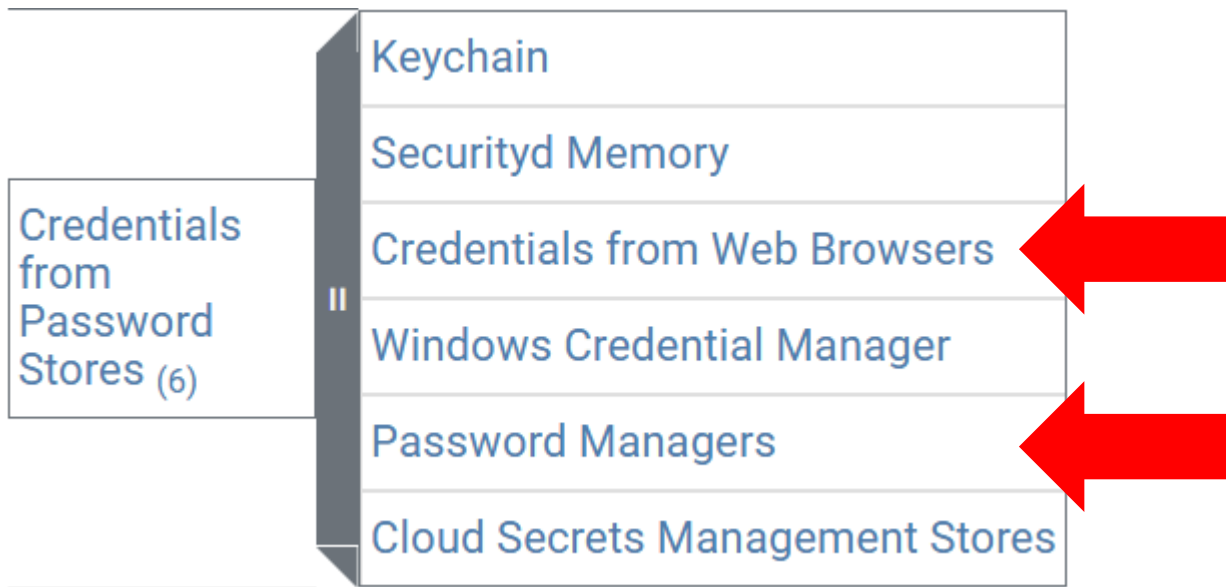 Keychain
Securityd Memory
Credentials
from
Password
Stores (6)
II
Credentials from Web Browsers
Windows Credential Manager
Password Managers
Cloud Secrets Management Stores